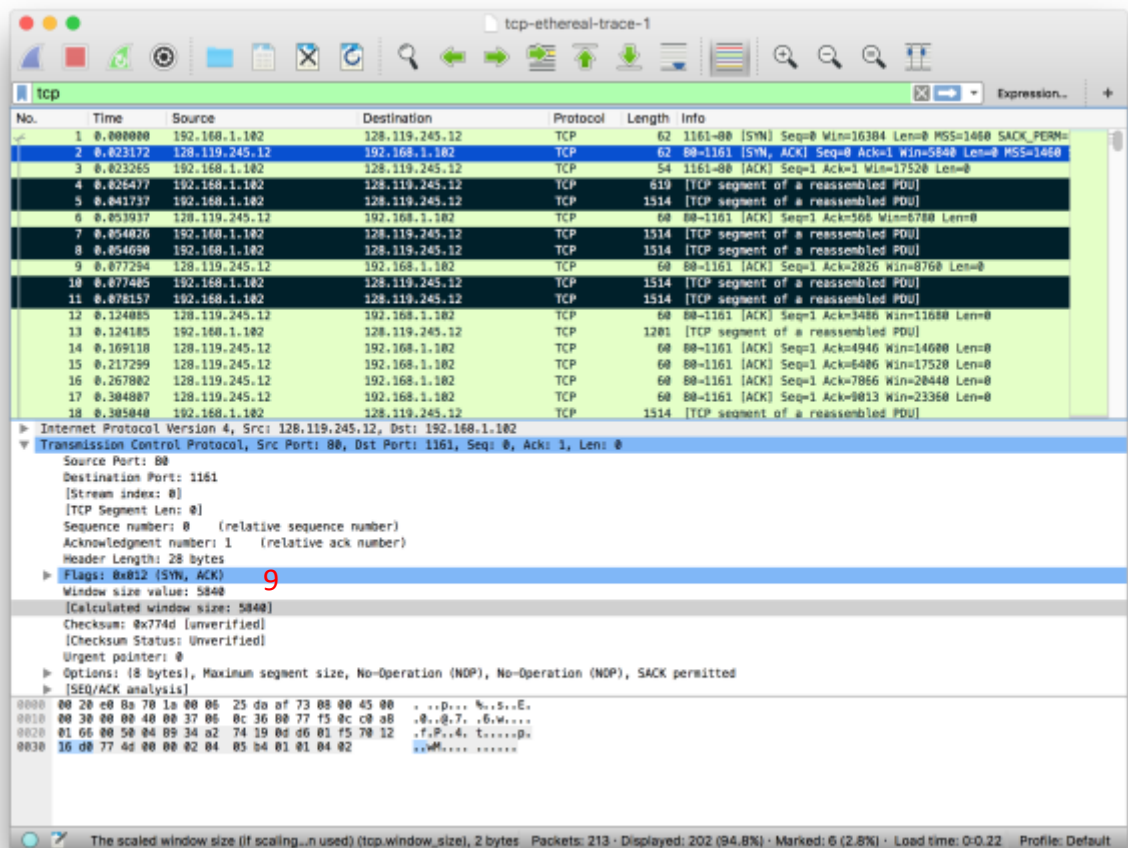 tcp-ethereal-trace-1
tcp
Expression...
+
No. Time Source Destination Protocol Length Info
1 0.000000 192.168.1.102 128.119.245.12 TCP 62 1161→80 [SYN] Seq=0 Win=16384 Len=0 MSS=1460 SACK_PERM=
2 0.023172 128.119.245.12 192.168.1.102 TCP 62 80→1161 [SYN, ACK] Seq=0 Ack=1 Win=5840 Len=0 MSS=1460
3 0.023265 192.168.1.102 128.119.245.12 TCP 54 1161→80 [ACK] Seq=1 Ack=1 Win=17520 Len=0
4 0.026477 192.168.1.102 128.119.245.12 TCP 619 [TCP segment of a reassembled PDU]
5 0.041737 192.168.1.102 128.119.245.12 TCP 1514 [TCP segment of a reassembled PDU]
6 0.053937 128.119.245.12 192.168.1.102 TCP 60 80→1161 [ACK] Seq=1 Ack=566 Win=6780 Len=0
7 0.054026 192.168.1.102 128.119.245.12 TCP 1514 [TCP segment of a reassembled PDU]
8 0.054690 192.168.1.102 128.119.245.12 TCP 1514 [TCP segment of a reassembled PDU]
9 0.077294 128.119.245.12 192.168.1.102 TCP 60 80→1161 [ACK] Seq=1 Ack=2026 Win=8760 Len=0
10 0.077405 192.168.1.102 128.119.245.12 TCP 1514 [TCP segment of a reassembled PDU]
11 0.078157 192.168.1.102 128.119.245.12 TCP 1514 [TCP segment of a reassembled PDU]
12 0.124085 128.119.245.12 192.168.1.102 TCP 60 80→1161 [ACK] Seq=1 Ack=3486 Win=11680 Len=0
13 0.124185 192.168.1.102 128.119.245.12 TCP 1201 [TCP segment of a reassembled PDU]
14 0.169118 128.119.245.12 192.168.1.102 TCP 60 80→1161 [ACK] Seq=1 Ack=4946 Win=14600 Len=0
15 0.217299 128.119.245.12 192.168.1.102 TCP 60 80→1161 [ACK] Seq=1 Ack=6406 Win=17520 Len=0
16 0.267802 128.119.245.12 192.168.1.102 TCP 60 80→1161 [ACK] Seq=1 Ack=7866 Win=20440 Len=0
17 0.304807 128.119.245.12 192.168.1.102 TCP 60 80→1161 [ACK] Seq=1 Ack=9013 Win=23360 Len=0
18 0.305040 192.168.1.102 128.119.245.12 TCP 1514 [TCP segment of a reassembled PDU]
Internet Protocol Version 4, Src: 128.119.245.12, Dst: 192.168.1.102
Transmission Control Protocol, Src Port: 80, Dst Port: 1161, Seq: 0, Ack: 1, Len: 0
Source Port: 80
Destination Port: 1161
[Stream index: 0]
[TCP Segment Len: 0]
Sequence number: 0 (relative sequence number)
Acknowledgment number: 1 (relative ack number)
Header Length: 28 bytes
Flags: 0x012 (SYN, ACK) 9
Window size value: 5840
[Calculated window size: 5840]
Checksum: 0x774d [unverified]
[Checksum Status: Unverified]
Urgent pointer: 0
Options: (8 bytes), Maximum segment size, No-Operation (NOP), No-Operation (NOP), SACK permitted
[SEQ/ACK analysis]
0000 00 20 e0 8a 70 1a 00 06 25 da af 73 08 00 45 00 . ..p... %..s..E.
0010 00 30 00 00 40 00 37 06 0c 36 80 77 f5 0c c0 a8 .0..@.7. .6.w....
0020 01 66 00 50 04 89 34 a2 74 19 0d d6 01 f5 70 12 .f.P..4. t.....p.
0030 16 d0 77 4d 00 00 02 04 05 b4 01 01 04 02 ..wM.... ......
The scaled window size (if scaling...n used) (tcp.window_size), 2 bytes Packets: 213 · Displayed: 202 (94.8%) · Marked: 6 (2.8%) · Load time: 0:0.22 Profile: Default